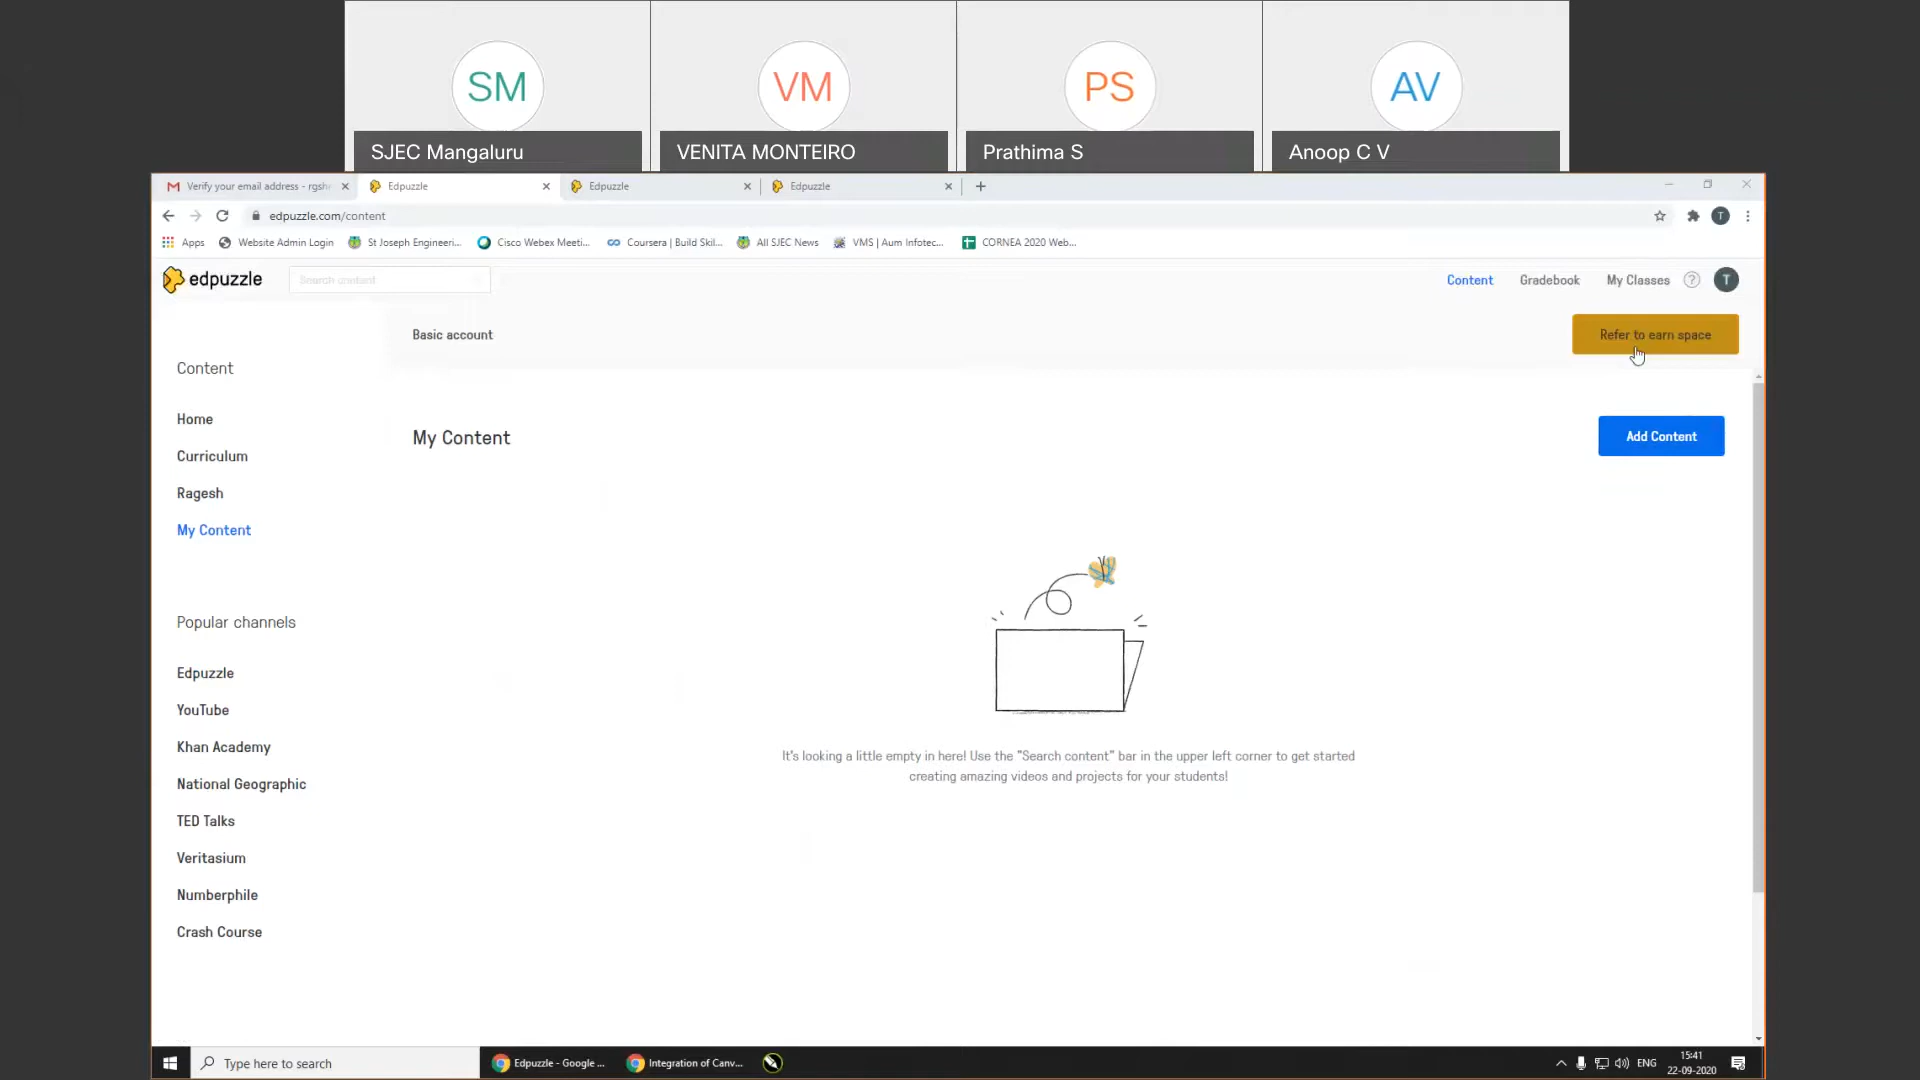 SM
VM
PS
AV
SJEC Mangaluru
VENITA MONTEIRO
Prathima S
Anoop C V
Verify your email address - rgsh
Edpuzzle
Edpuzzle
Edpuzzle
edpuzzle.com/content
T
Apps
Website Admin Login
St Joseph Engineeri...
Cisco Webex Meeti...
Coursera | Build Skil...
All SJEC News
VMS | Aum Infotec...
CORNEA 2020 Web...
edpuzzle
Search content
Content
Gradebook
My Classes
?
T
Basic account
Refer to earn space
Content
Home
Curriculum
Ragesh
My Content
My Content
Add Content
Popular channels
Edpuzzle
YouTube
Khan Academy
National Geographic
TED Talks
Veritasium
Numberphile
Crash Course
It's looking a little empty in here! Use the "Search content" bar in the upper left corner to get started
creating amazing videos and projects for your students!
Type here to search
Edpuzzle - Google ...
Integration of Canv...
ENG
15:41
22-09-2020